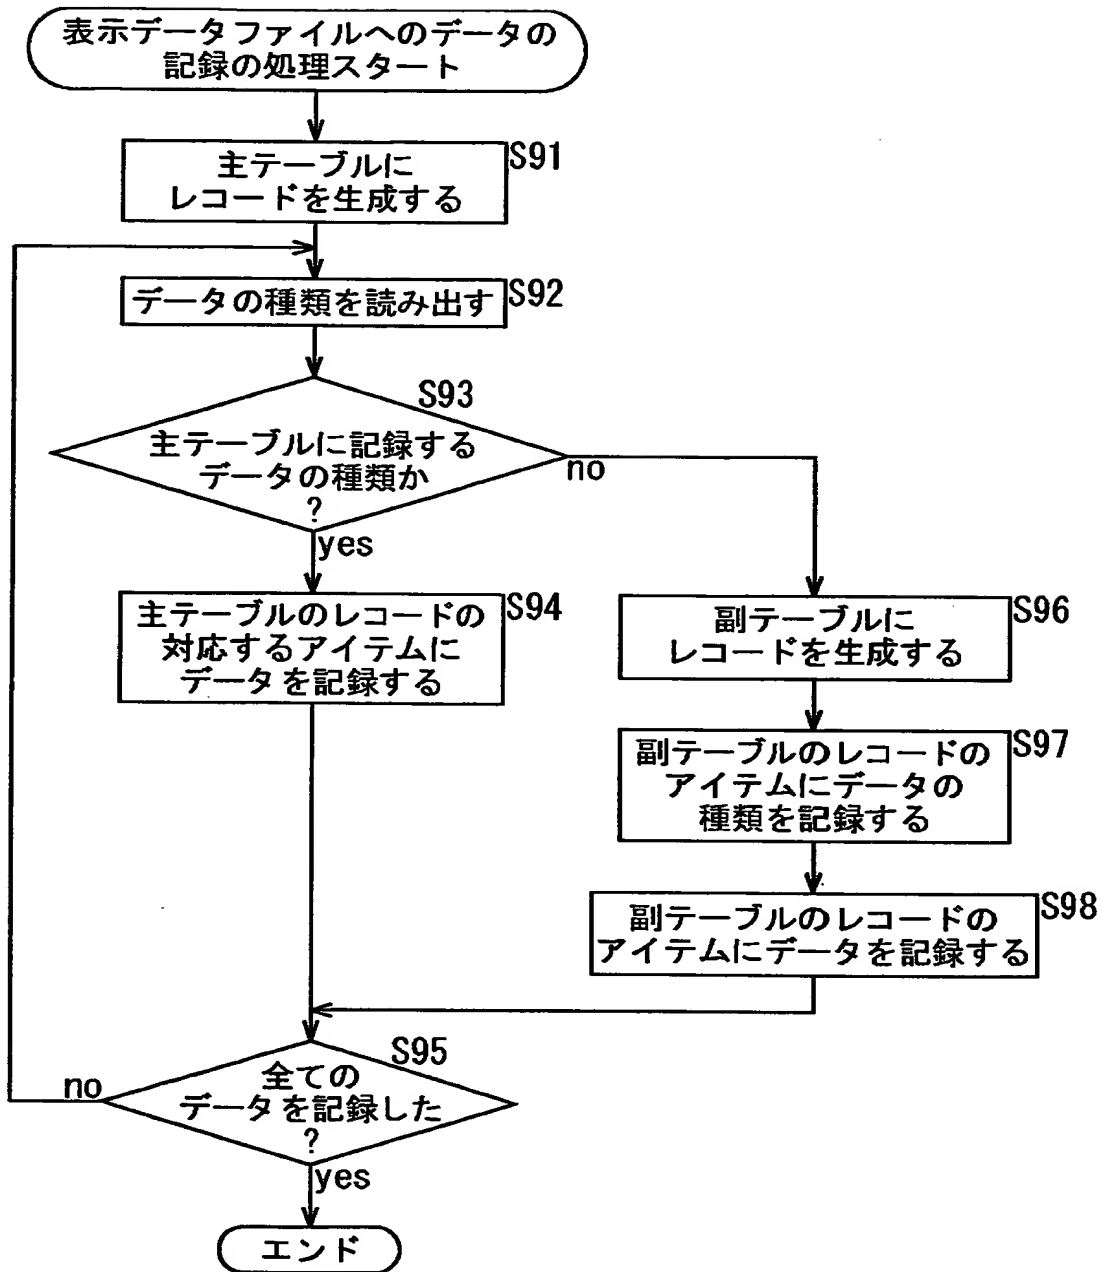 表示データファイルへのデータの
記録の処理スタート
S91
主テーブルに
レコードを生成する
S92
データの種類を読み出す
S93
主テーブルに記録する
データの種類か
?
no
yes
S94
主テーブルのレコードの
対応するアイテムに
データを記録する
S96
副テーブルに
レコードを生成する
S97
副テーブルのレコードの
アイテムにデータの
種類を記録する
S98
副テーブルのレコードの
アイテムにデータを記録する
S95
全ての
データを記録した
?
no
yes
エンド